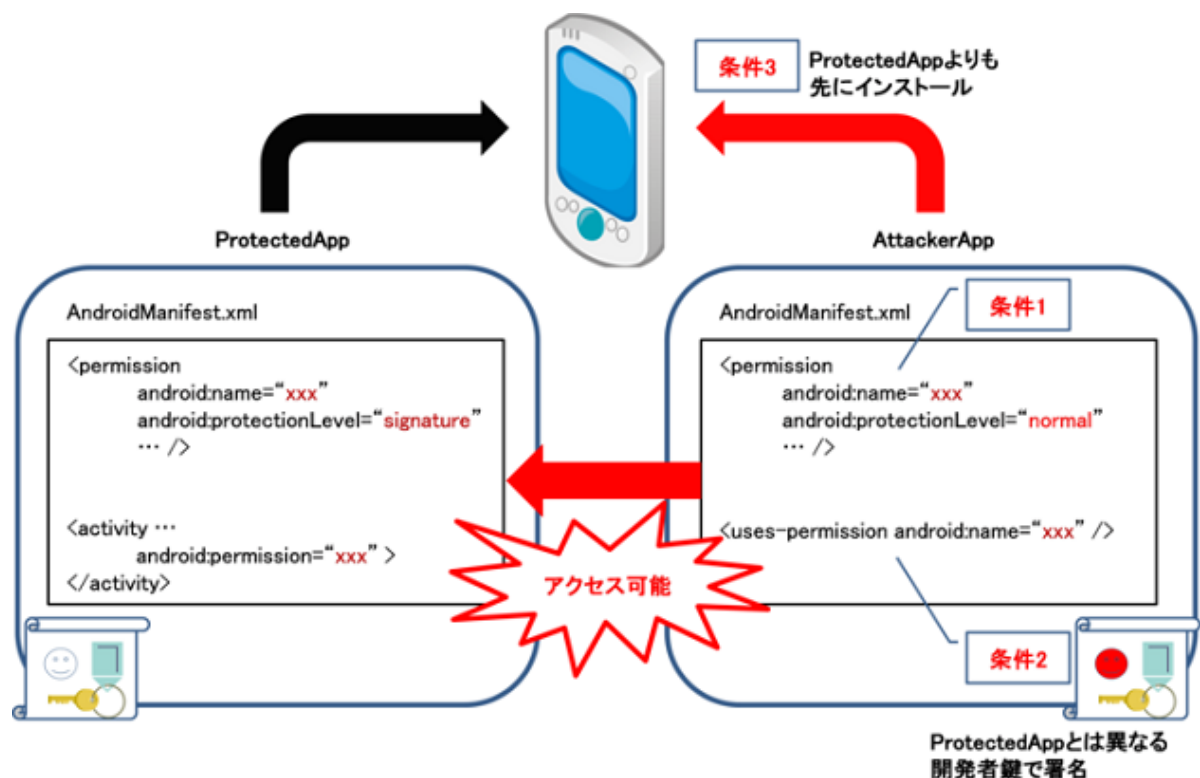 条件3
ProtectedAppよりも
先にインストール
ProtectedApp
AttackerApp
AndroidManifest.xml
<permission
android:name=“xxx”
android:protectionLevel=“signature”
… />
<activity …
android:permission=“xxx” >
</activity>
アクセス可能
AndroidManifest.xml
条件1
<permission
android:name=“xxx”
android:protectionLevel=“normal”
… />
<uses-permission android:name=“xxx” />
条件2
ProtectedAppとは異なる
開発者鍵で署名